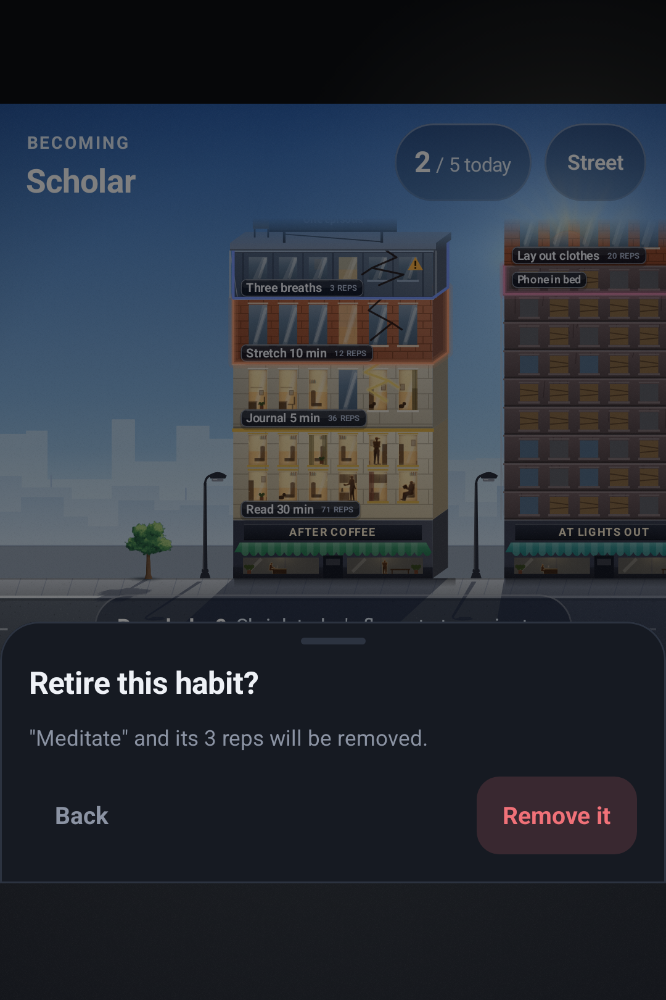 BECOMING
Scholar
2 / 5 today
Street
Lay out clothes 20 REPS
Phone in bed
Three breaths 3 REPS
Stretch 10 min 12 REPS
Journal 5 min 36 REPS
Read 30 min 71 REPS
AFTER COFFEE
AT LIGHTS OUT
Retire this habit?
"Meditate" and its 3 reps will be removed.
Back
Remove it